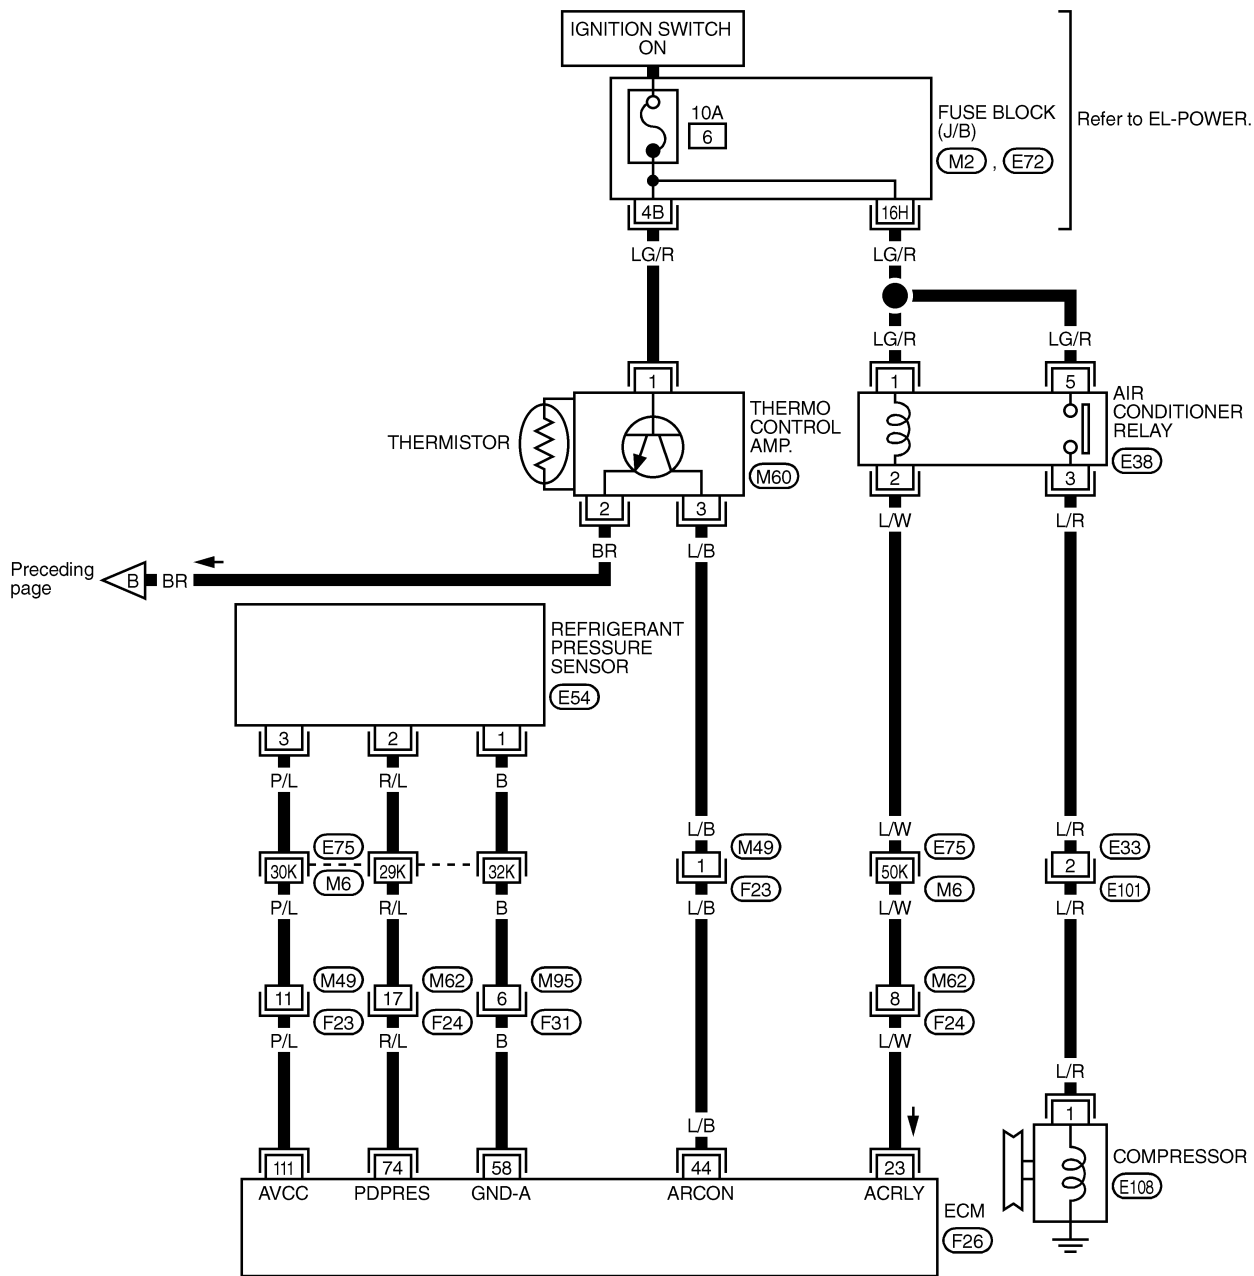 IGNITION SWITCH
ON
10A
6
FUSE BLOCK
(J/B)
M2 , E72
Refer to EL-POWER.
4B
16H
LG/R
LG/R
LG/R
LG/R
1
1
5
THERMISTOR
THERMO
CONTROL
AMP.
M60
AIR
CONDITIONER
RELAY
E38
2
3
2
3
BR
L/B
L/W
L/R
Preceding
page
B
BR
REFRIGERANT
PRESSURE
SENSOR
E54
3
2
1
P/L
R/L
B
L/B
L/W
L/R
E75
M6
30K
29K
32K
M49
1
F23
E75
50K
M6
E33
2
E101
P/L
R/L
B
L/B
L/W
L/R
M49
11
F23
M62
17
F24
M95
6
F31
M62
8
F24
P/L
R/L
B
L/W
L/R
L/B
1
COMPRESSOR
E108
111
74
58
44
23
AVCC
PDPRES
GND-A
ARCON
ACRLY
ECM
F26